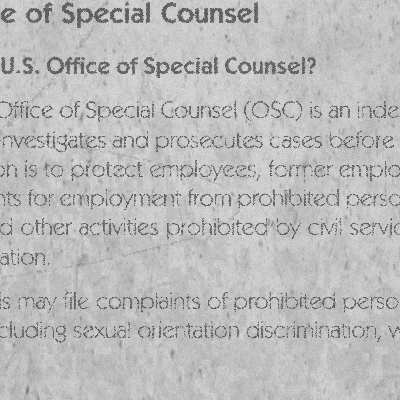 e of Special Counsel
U.S. Office of Special Counsel?
Office of Special Counsel (OSC) is an inde
investigates and prosecutes cases before
on is to protect employees, former emplo
nts for employment from prohibited perso
d other activities prohibited by civil servic
ation.
is may file complaints of prohibited perso
cluding sexual orientation discrimination, w